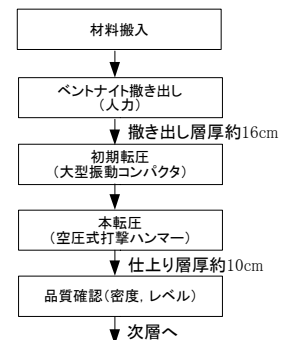 材料搬入
ベントナイト撒き出し
(人力)
撒き出し層厚約16cm
初期転圧
(大型振動コンパクタ)
本転圧
(空圧式打撃ハンマー)
仕上り層厚約10cm
品質確認(密度,レベル)
次層へ